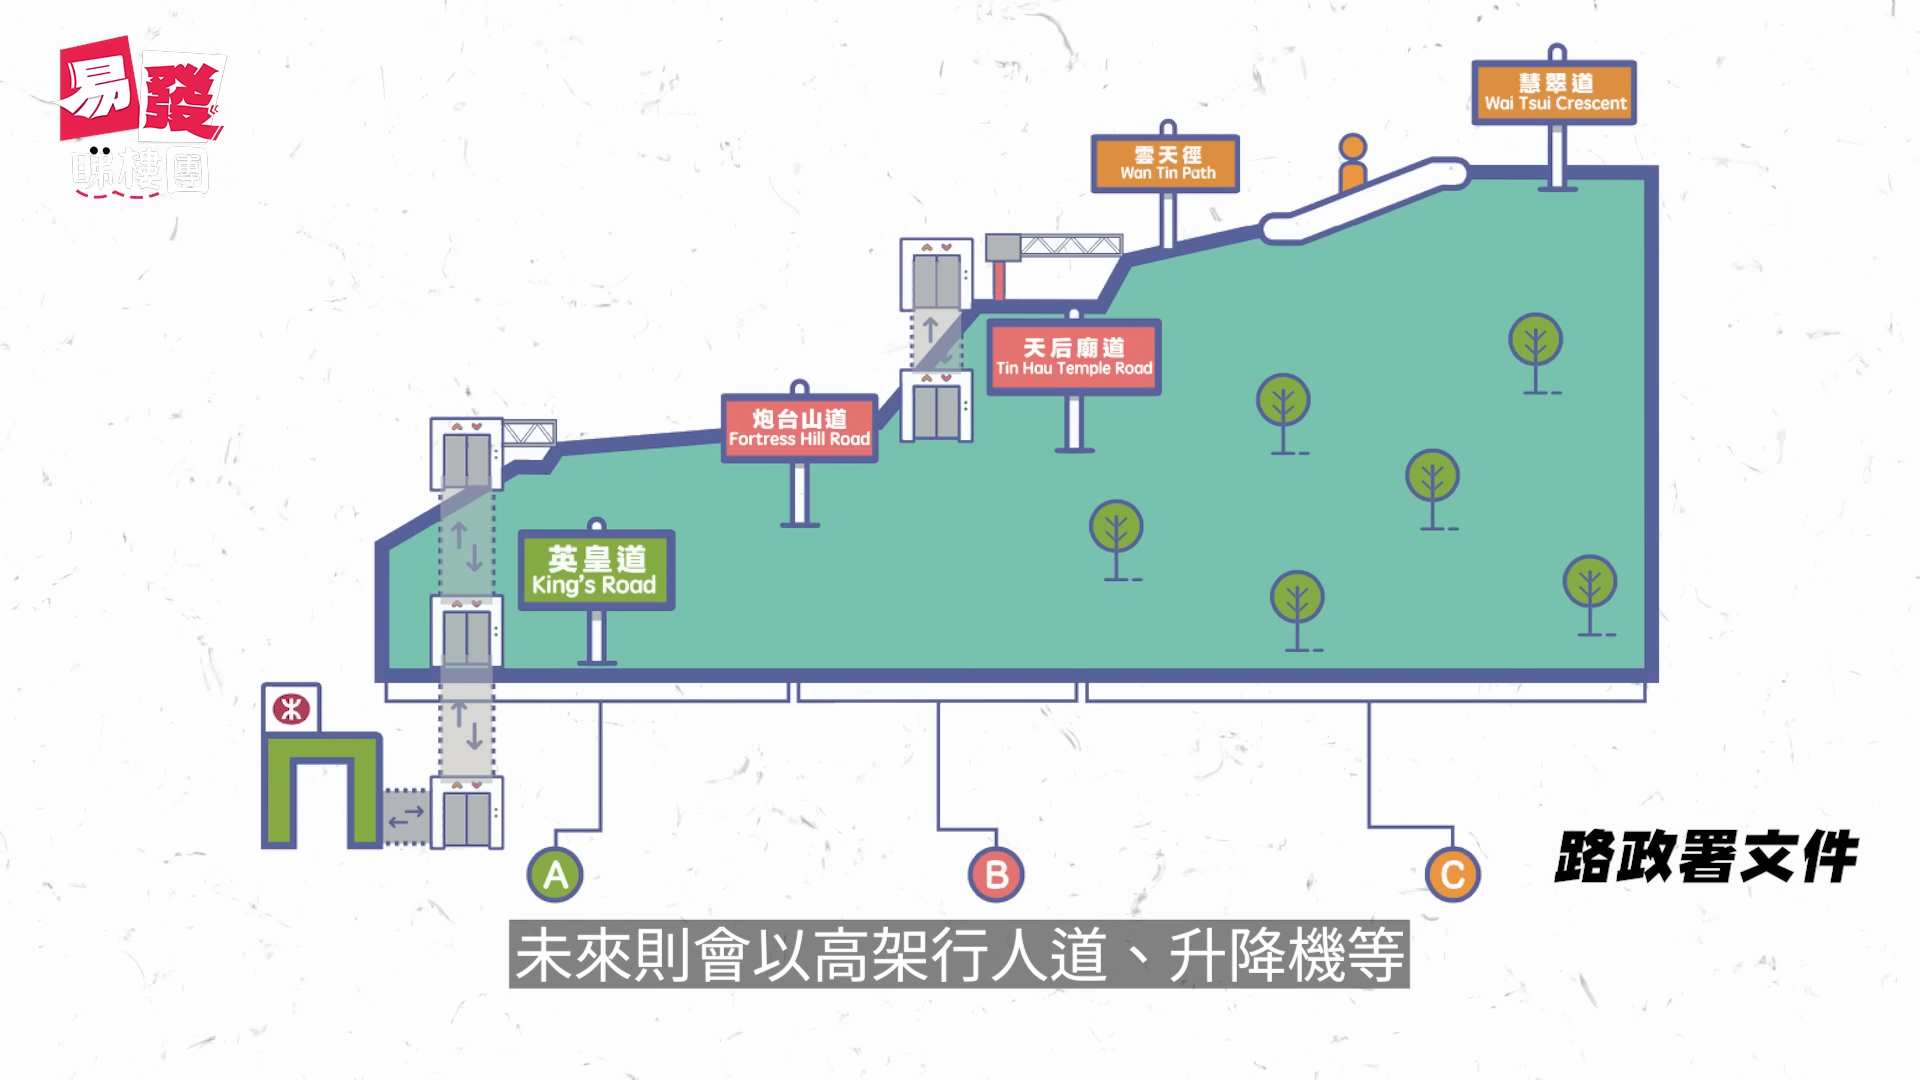 易發
睇樓團
慧翠道
Wai Tsui Crescent
雲天徑
Wan Tin Path
天后廟道
Tin Hau Temple Road
炮台山道
Fortress Hill Road
英皇道
King's Road
A
B
C
路政署文件
未來則會以高架行人道、升降機等